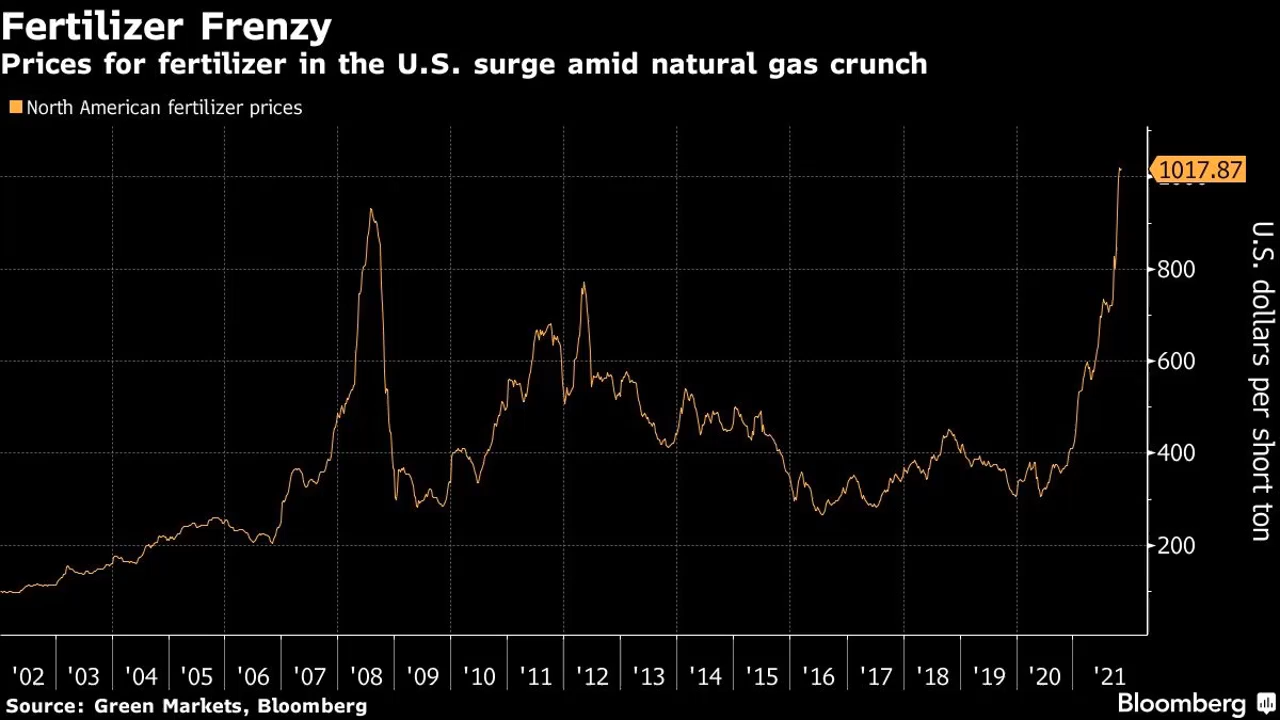 Fertilizer Frenzy
Prices for fertilizer in the U.S. surge amid natural gas crunch
North American fertilizer prices
1017.87
1000
800
600
400
200
U.S. dollars per short ton
'02 '03 '04 '05 '06 '07 '08 '09 '10 '11 '12 '13 '14 '15 '16 '17 '18 '19 '20 '21
Source: Green Markets, Bloomberg
Bloomberg